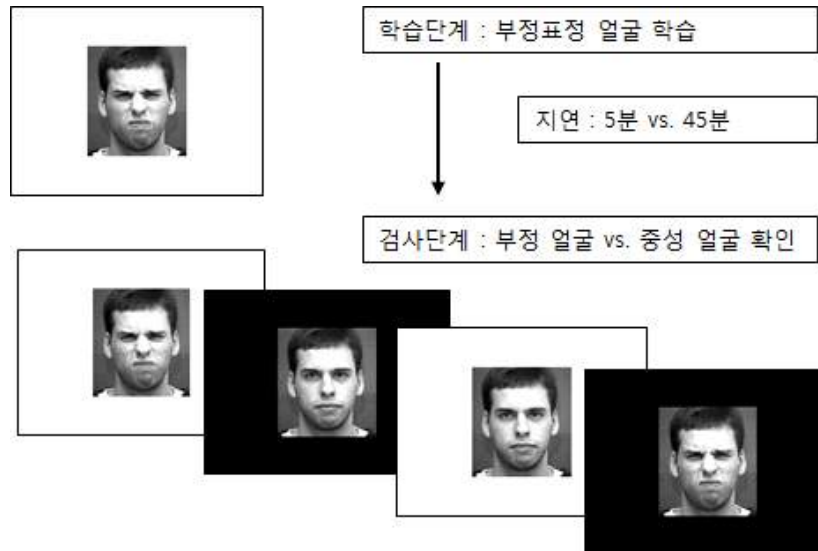 학습단계 : 부정표정 얼굴 학습
지연 : 5분 vs. 45분
검사단계 : 부정 얼굴 vs. 중성 얼굴 확인